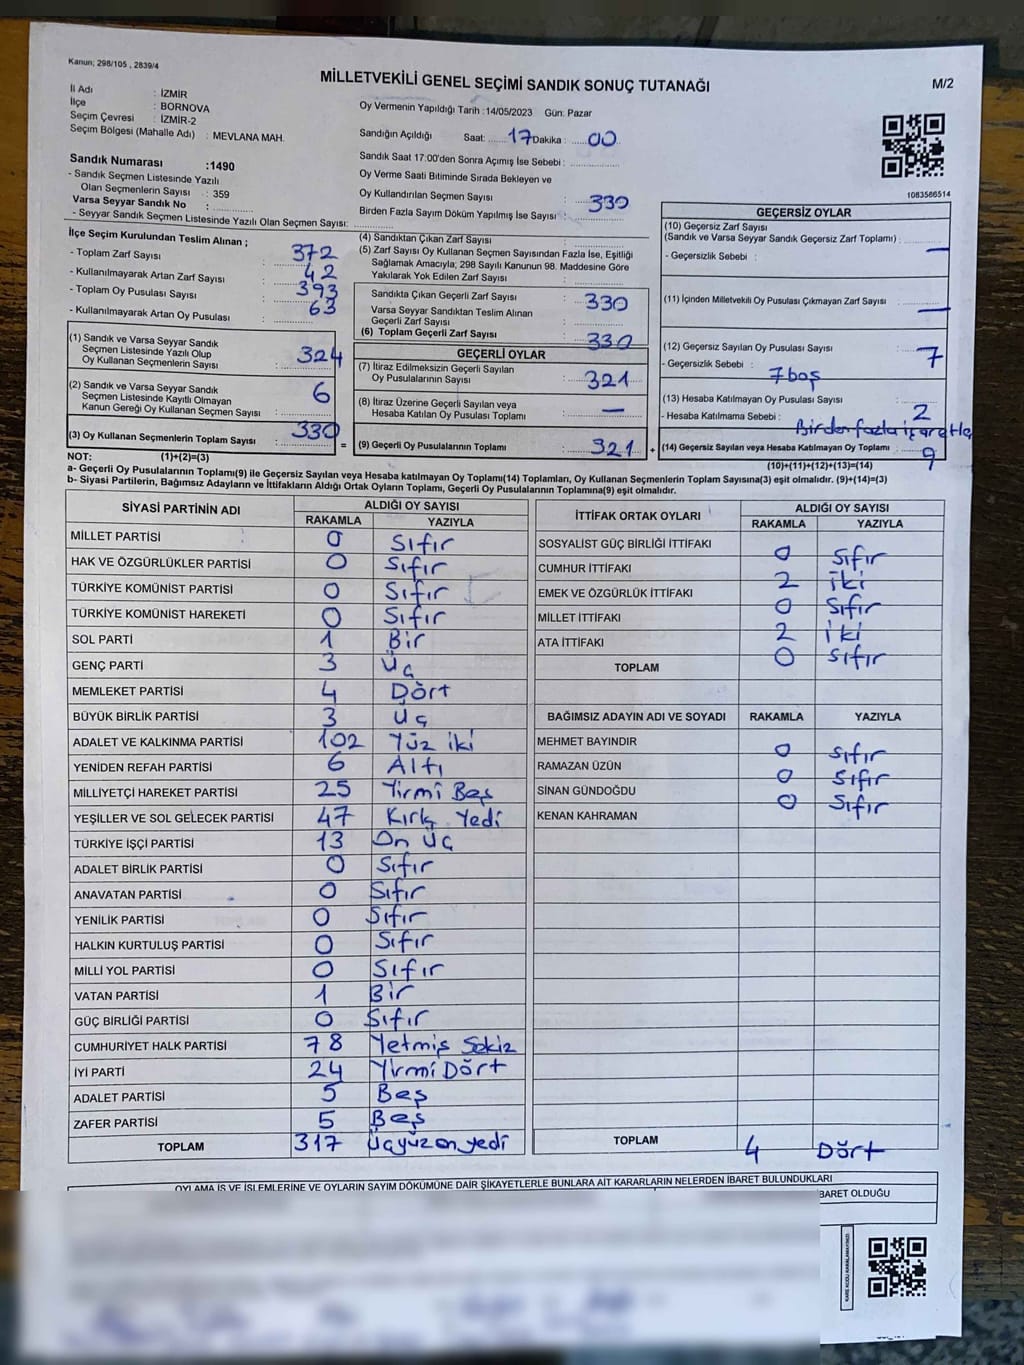 Kanun; 298/105 , 2839/4
MİLLETVEKİLİ GENEL SEÇİMİ SANDIK SONUÇ TUTANAĞI
M/2
İl Adı : İZMİR
İlçe : BORNOVA
Seçim Çevresi : İZMİR-2
Seçim Bölgesi (Mahalle Adı) : MEVLANA MAH.
Sandık Numarası :1490
- Sandık Seçmen Listesinde Yazılı
Olan Seçmenlerin Sayısı : 359
Varsa Seyyar Sandık No :
- Seyyar Sandık Seçmen Listesinde Yazılı Olan Seçmen Sayısı:
Oy Vermenin Yapıldığı Tarih :14/05/2023 Gün: Pazar
Sandığın Açıldığı Saat: 17 Dakika : 00
Sandık Saat 17:00'den Sonra Açımış İse Sebebi :
Oy Verme Saati Bitiminde Sırada Bekleyen ve
Oy Kullandırılan Seçmen Sayısı : 330
Birden Fazla Sayım Döküm Yapılmış İse Sayısı :
1083586514
İlçe Seçim Kurulundan Teslim Alınan ;
- Toplam Zarf Sayısı : 372
- Kullanılmayarak Artan Zarf Sayısı : 42
- Toplam Oy Pusulası Sayısı : 393
- Kullanılmayarak Artan Oy Pusulası : 63
(1) Sandık ve Varsa Seyyar Sandık
Seçmen Listesinde Yazılı Olup
Oy Kullanan Seçmenlerin Sayısı : 324
(2) Sandık ve Varsa Seyyar Sandık
Seçmen Listesinde Kayıtlı Olmayan
Kanun Gereği Oy Kullanan Seçmen Sayısı : 6
(3) Oy Kullanan Seçmenlerin Toplam Sayısı : 330
(1)+(2)=(3)
(4) Sandıktan Çıkan Zarf Sayısı :
(5) Zarf Sayısı Oy Kullanan Seçmen Sayısından Fazla İse, Eşitliği
Sağlamak Amacıyla; 298 Sayılı Kanunun 98. Maddesine Göre
Yakılarak Yok Edilen Zarf Sayısı :
Sandıkta Çıkan Geçerli Zarf Sayısı : 330
Varsa Seyyar Sandıktan Teslim Alınan
Geçerli Zarf Sayısı :
(6) Toplam Geçerli Zarf Sayısı : 330
GEÇERLİ OYLAR
(7) İtiraz Edilmeksizin Geçerli Sayılan
Oy Pusulalarının Sayısı : 321
(8) İtiraz Üzerine Geçerli Sayılan veya
Hesaba Katılan Oy Pusulası Toplamı : —
= (9) Geçerli Oy Pusulalarının Toplamı : 321 +
GEÇERSİZ OYLAR
(10) Geçersiz Zarf Sayısı
(Sandık ve Varsa Seyyar Sandık Geçersiz Zarf Toplamı) : —
- Geçersizlik Sebebi :
(11) İçinden Milletvekili Oy Pusulası Çıkmayan Zarf Sayısı : —
(12) Geçersiz Sayılan Oy Pusulası Sayısı : 7
- Geçersizlik Sebebi : 7 boş
(13) Hesaba Katılmayan Oy Pusulası Sayısı : 2
- Hesaba Katılmama Sebebi : Birden fazla
(14) Geçersiz Sayılan veya Hesaba Katılmayan Oy Toplamı : 9
(10)+(11)+(12)+(13)=(14)
NOT:
a- Geçerli Oy Pusulalarının Toplamı(9) ile Geçersiz Sayılan veya Hesap katılmayan Oy Toplamı(14) Toplamları, Oy Kullanan Seçmenlerin Toplam Sayısına(3) eşit olmalıdır. (9)+(14)=(3)
b- Siyasi Partilerin, Bağımsız Adayların ve İttifakların Aldığı Ortak Oyların Toplamı, Geçerli Oy Pusulalarının Toplamına(9) eşit olmalıdır.
SİYASİ PARTİNİN ADI ALDIĞI OY SAYISI
RAKAMLA YAZIYLA
MİLLET PARTİSİ 0 Sıfır
HAK VE ÖZGÜRLÜKLER PARTİSİ 0 Sıfır
TÜRKİYE KOMÜNİST PARTİSİ 0 Sıfır
TÜRKİYE KOMÜNİST HAREKETİ 0 Sıfır
SOL PARTİ 1 Bir
GENÇ PARTİ 3 Üç
MEMLEKET PARTİSİ 4 Dört
BÜYÜK BİRLİK PARTİSİ 3 Üç
ADALET VE KALKINMA PARTİSİ 102 Yüz iki
YENİDEN REFAH PARTİSİ 6 Altı
MİLLİYETÇİ HAREKET PARTİSİ 25 Yirmi Beş
YEŞİLLER VE SOL GELECEK PARTİSİ 47 Kırk Yedi
TÜRKİYE İŞÇİ PARTİSİ 13 On Üç
ADALET BİRLİK PARTİSİ 0 Sıfır
ANAVATAN PARTİSİ 0 Sıfır
YENİLİK PARTİSİ 0 Sıfır
HALKIN KURTULUŞ PARTİSİ 0 Sıfır
MİLLİ YOL PARTİSİ 0 Sıfır
VATAN PARTİSİ 1 Bir
GÜÇ BİRLİĞİ PARTİSİ 0 Sıfır
CUMHURİYET HALK PARTİSİ 78 Yetmiş Sekiz
İYİ PARTİ 24 Yirmi Dört
ADALET PARTİSİ 5 Beş
ZAFER PARTİSİ 5 Beş
TOPLAM 317 Üçyüz on yedi
İTTİFAK ORTAK OYLARI ALDIĞI OY SAYISI
RAKAMLA YAZIYLA
SOSYALİST GÜÇ BİRLİĞİ İTTİFAKI 0 Sıfır
CUMHUR İTTİFAKI 2 iki
EMEK VE ÖZGÜRLÜK İTTİFAKI 0 Sıfır
MİLLET İTTİFAKI 2 iki
ATA İTTİFAKI 0 Sıfır
TOPLAM
BAĞIMSIZ ADAYIN ADI VE SOYADI RAKAMLA YAZIYLA
MEHMET BAYINDIR 0 Sıfır
RAMAZAN ÜZÜN 0 Sıfır
SİNAN GÜNDOĞDU 0 Sıfır
KENAN KAHRAMAN
TOPLAM 4 Dört
OYLAMA İŞ VE İŞLEMLERİNE VE OYLARIN SAYIM DÖKÜMÜNE DAİR ŞİKAYETLERLE BUNLARA AİT KARARLARIN NELERDEN İBARET BULUNDUKLARI
İBARET OLDUĞU